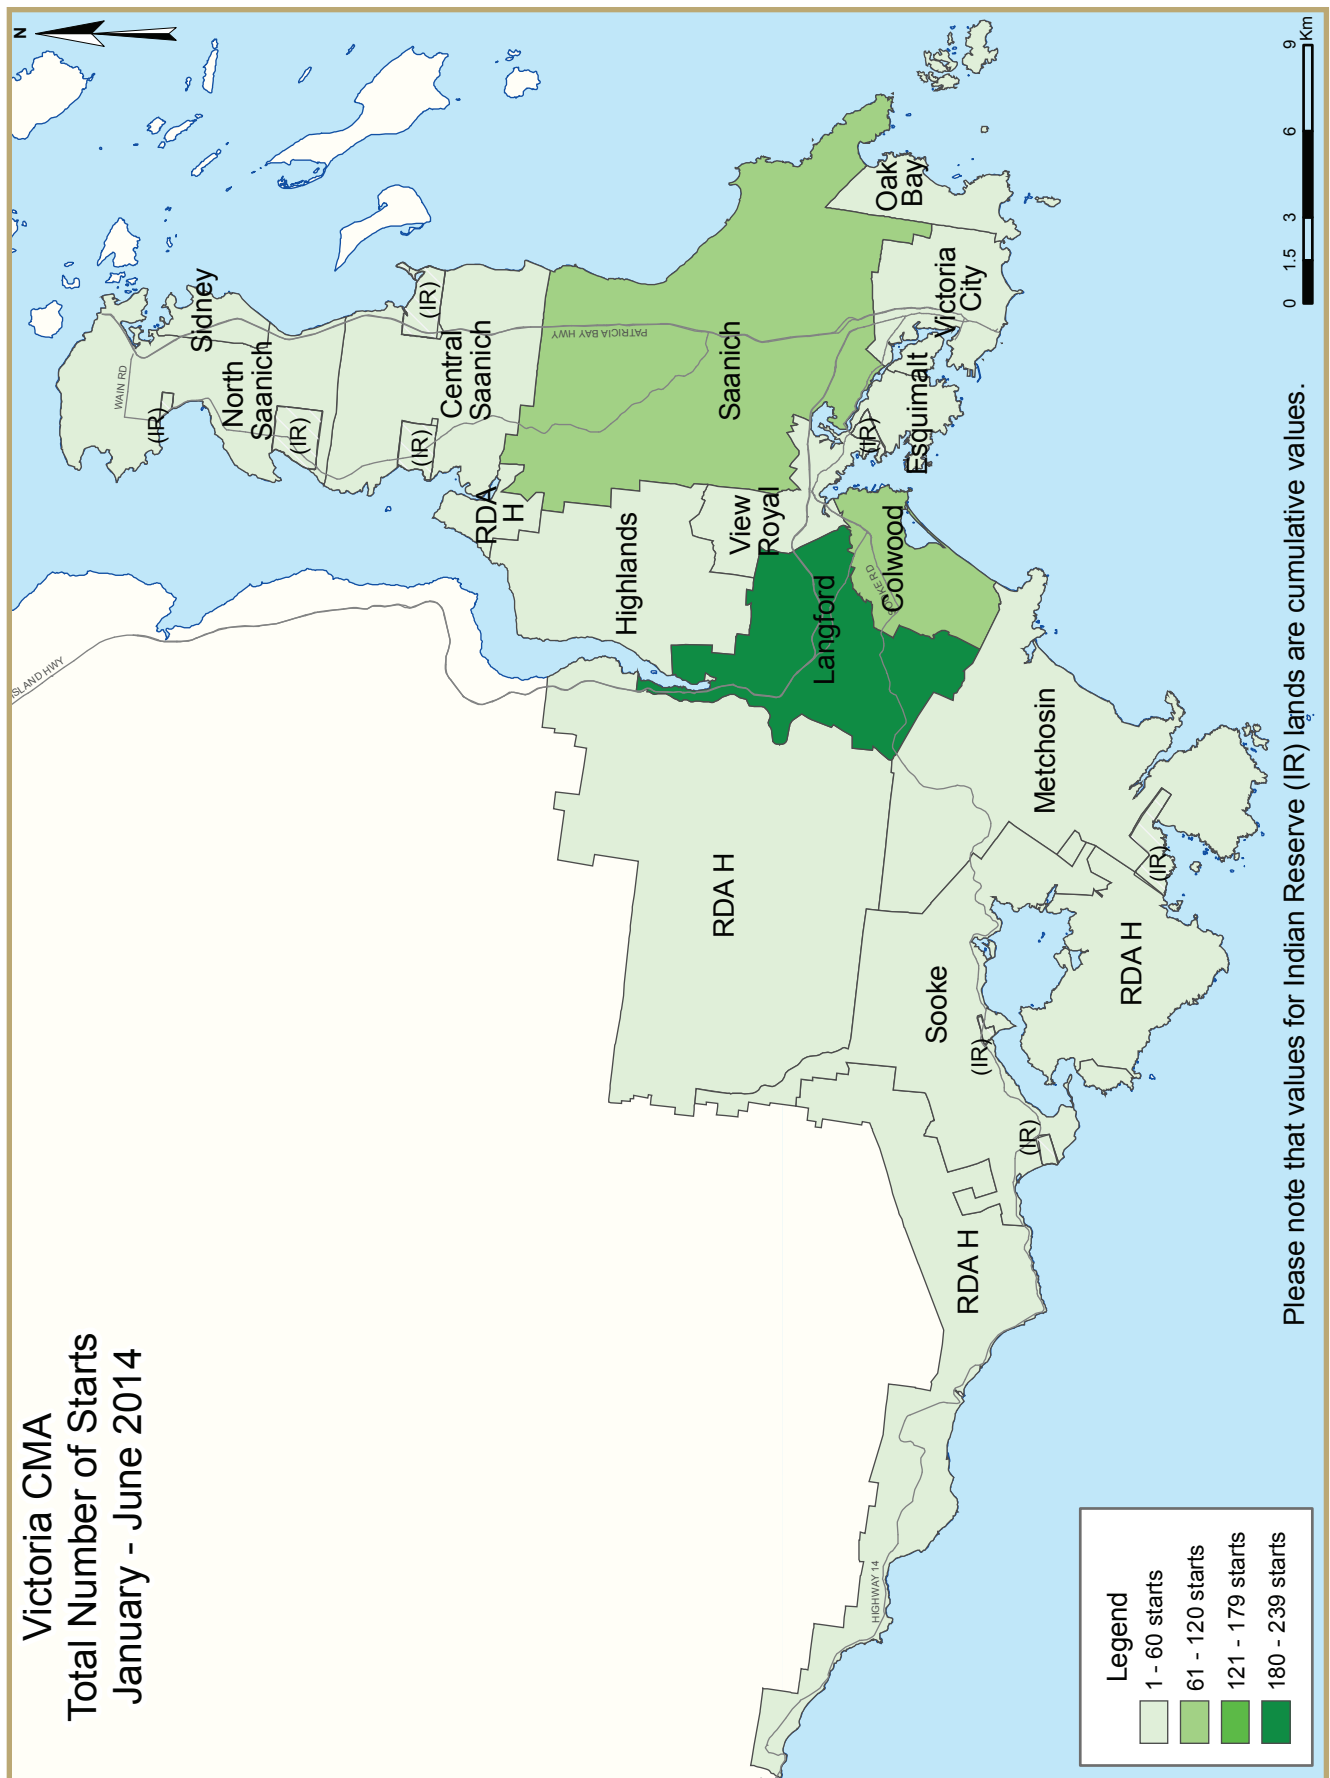 Victoria CMA
Total Number of Starts
January - June 2014
N
ISLAND HWY
WAIN RD
(IR)
Sidney
North
Saanich
(IR)
(IR)
(IR)
Central
Saanich
PATRICIA BAY HWY
RDA
H
Highlands
Saanich
View
Royal
Oak
Bay
Victoria
City
Esquimalt
(IR)
Langford
SOOKE RD
Colwood
RDA H
Metchosin
(IR)
Sooke
(IR)
RDA H
(IR)
RDA H
HIGHWAY 14
Legend
1 - 60 starts
61 - 120 starts
121 - 179 starts
180 - 239 starts
0 1.5 3 6 9
Km
Please note that values for Indian Reserve (IR) lands are cumulative values.